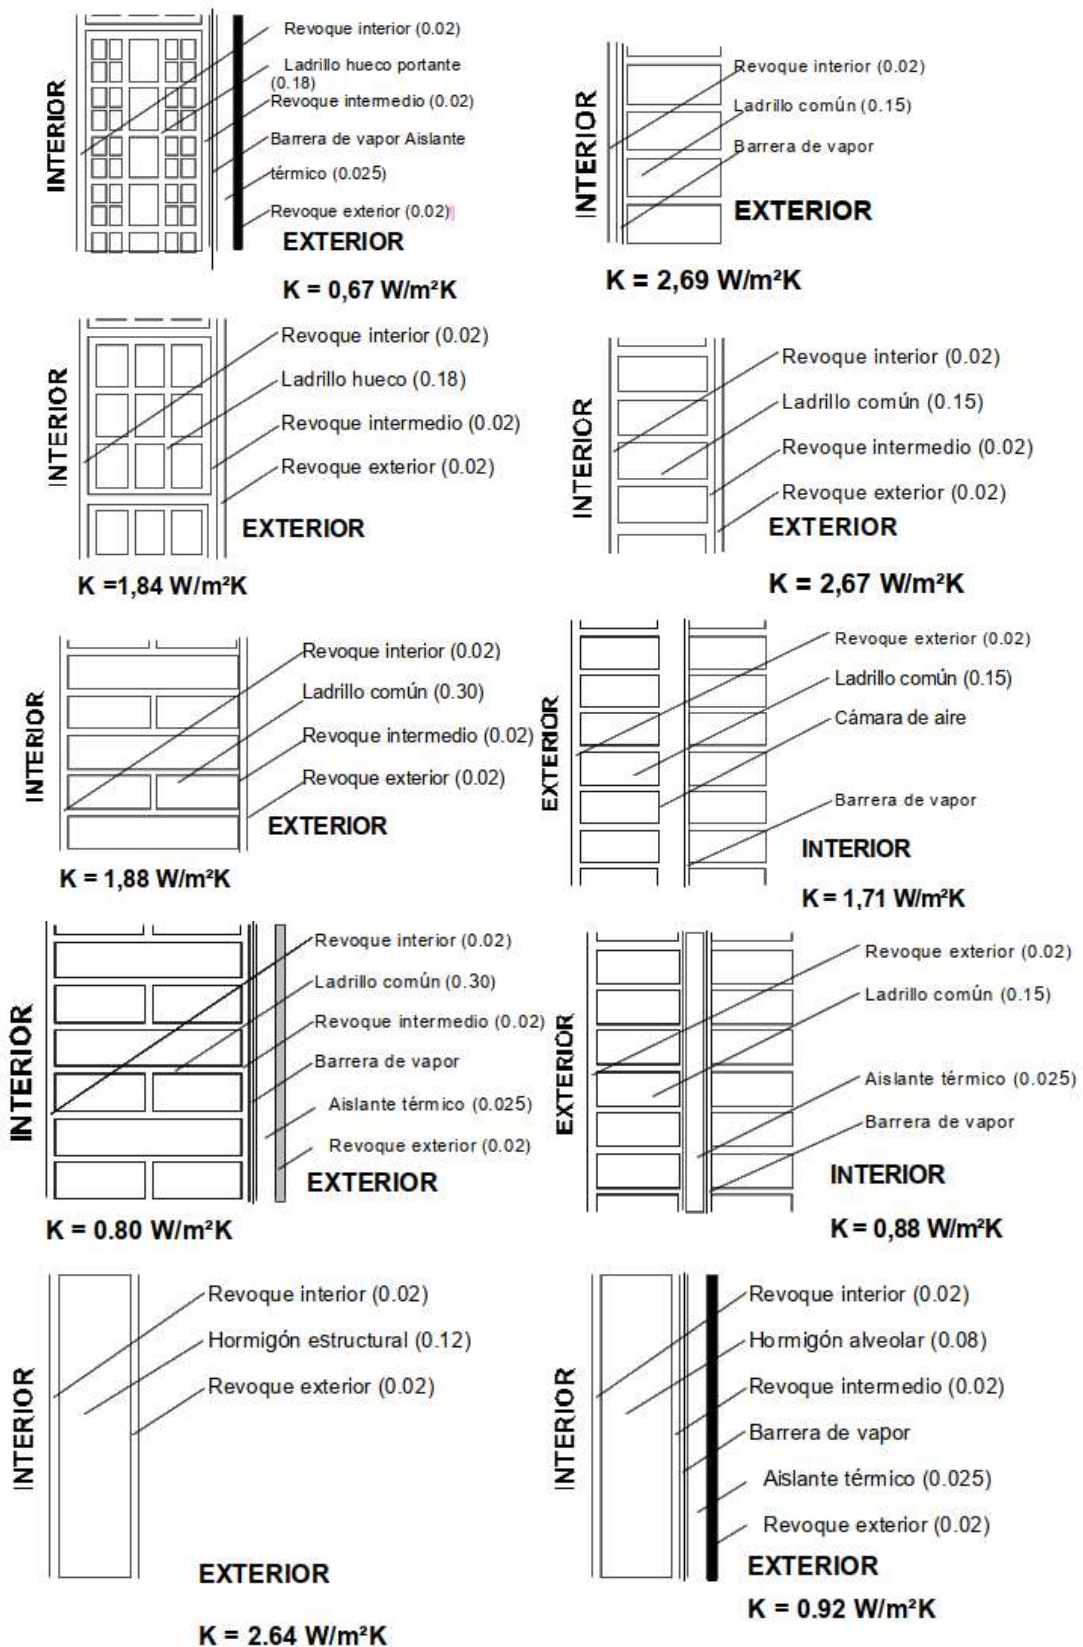 INTERIOR
Revoque interior (0.02)
Ladrillo hueco portante
(0.18)
Revoque intermedio (0.02)
Barrera de vapor Aislante
térmico (0.025)
Revoque exterior (0.02)
EXTERIOR
K = 0,67 W/m²K
INTERIOR
Revoque interior (0.02)
Ladrillo común (0.15)
Barrera de vapor
EXTERIOR
K = 2,69 W/m²K
INTERIOR
Revoque interior (0.02)
Ladrillo hueco (0.18)
Revoque intermedio (0.02)
Revoque exterior (0.02)
EXTERIOR
K =1,84 W/m²K
INTERIOR
Revoque interior (0.02)
Ladrillo común (0.15)
Revoque intermedio (0.02)
Revoque exterior (0.02)
EXTERIOR
K = 2,67 W/m²K
INTERIOR
Revoque interior (0.02)
Ladrillo común (0.30)
Revoque intermedio (0.02)
Revoque exterior (0.02)
EXTERIOR
K = 1,88 W/m²K
EXTERIOR
Revoque exterior (0.02)
Ladrillo común (0.15)
Cámara de aire
Barrera de vapor
INTERIOR
K = 1,71 W/m²K
INTERIOR
Revoque interior (0.02)
Ladrillo común (0.30)
Revoque intermedio (0.02)
Barrera de vapor
Aislante térmico (0.025)
Revoque exterior (0.02)
EXTERIOR
K = 0.80 W/m²K
EXTERIOR
Revoque exterior (0.02)
Ladrillo común (0.15)
Aislante térmico (0.025)
Barrera de vapor
INTERIOR
K = 0,88 W/m²K
INTERIOR
Revoque interior (0.02)
Hormigón estructural (0.12)
Revoque exterior (0.02)
EXTERIOR
K = 2.64 W/m²K
INTERIOR
Revoque interior (0.02)
Hormigón alveolar (0.08)
Revoque intermedio (0.02)
Barrera de vapor
Aislante térmico (0.025)
Revoque exterior (0.02)
EXTERIOR
K = 0.92 W/m²K